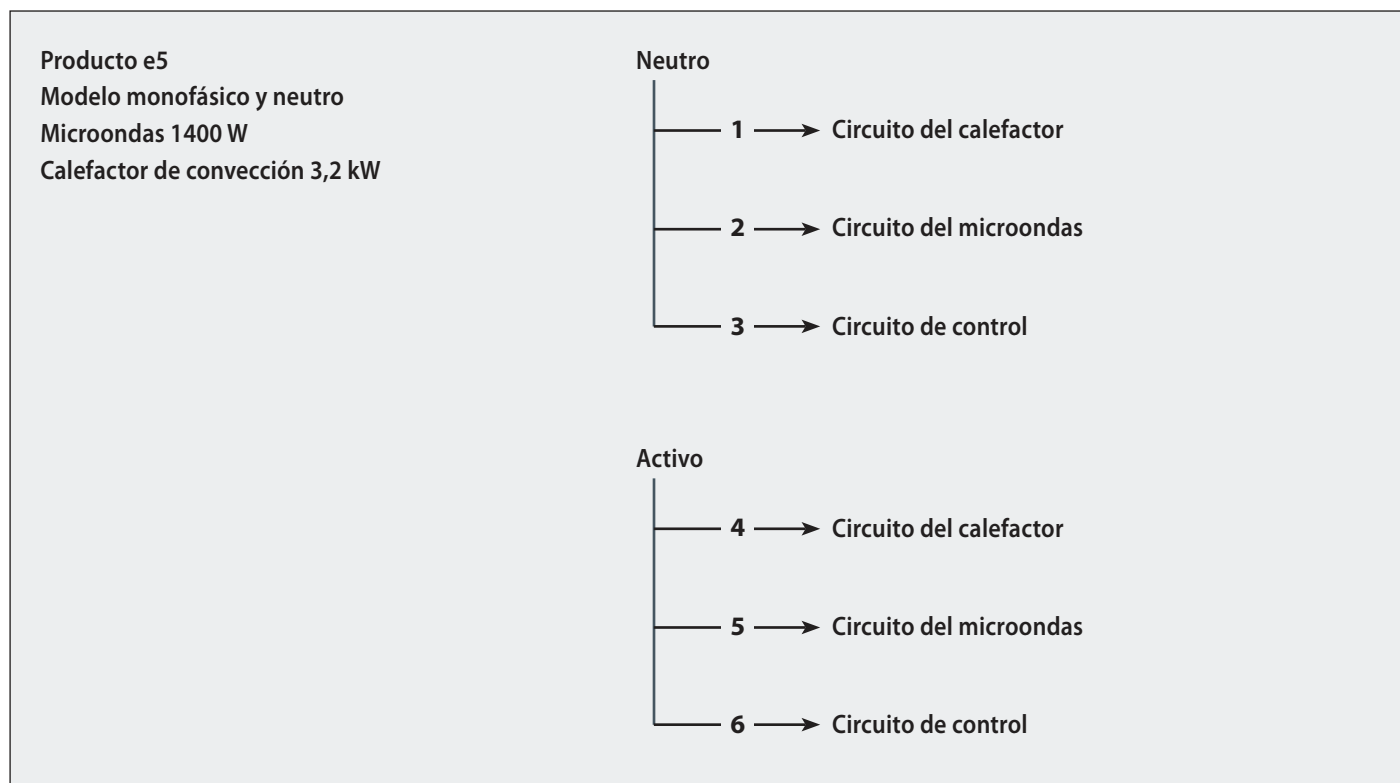 Producto e5
Modelo monofásico y neutro
Microondas 1400 W
Calefactor de convección 3,2 kW
Neutro
1 Circuito del calefactor
2 Circuito del microondas
3 Circuito de control
Activo
4 Circuito del calefactor
5 Circuito del microondas
6 Circuito de control